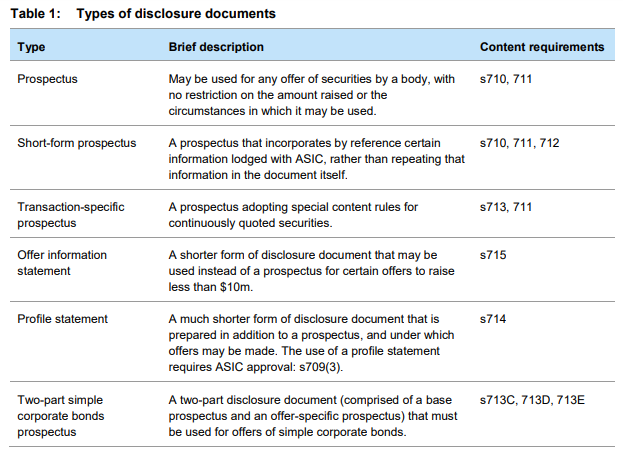 Table 1: Types of disclosure documents
Type Brief description Content requirements
Prospectus May be used for any offer of securities by a body, with s710, 711
no restriction on the amount raised or the
circumstances in which it may be used.
Short-form prospectus A prospectus that incorporates by reference certain s710, 711, 712
information lodged with ASIC, rather than repeating that
information in the document itself.
Transaction-specific A prospectus adopting special content rules for s713, 711
prospectus continuously quoted securities.
Offer information A shorter form of disclosure document that may be s715
statement used instead of a prospectus for certain offers to raise
less than $10m.
Profile statement A much shorter form of disclosure document that is s714
prepared in addition to a prospectus, and under which
offers may be made. The use of a profile statement
requires ASIC approval: s709(3).
Two-part simple A two-part disclosure document (comprised of a base s713C, 713D, 713E
corporate bonds prospectus and an offer-specific prospectus) that must
prospectus be used for offers of simple corporate bonds.